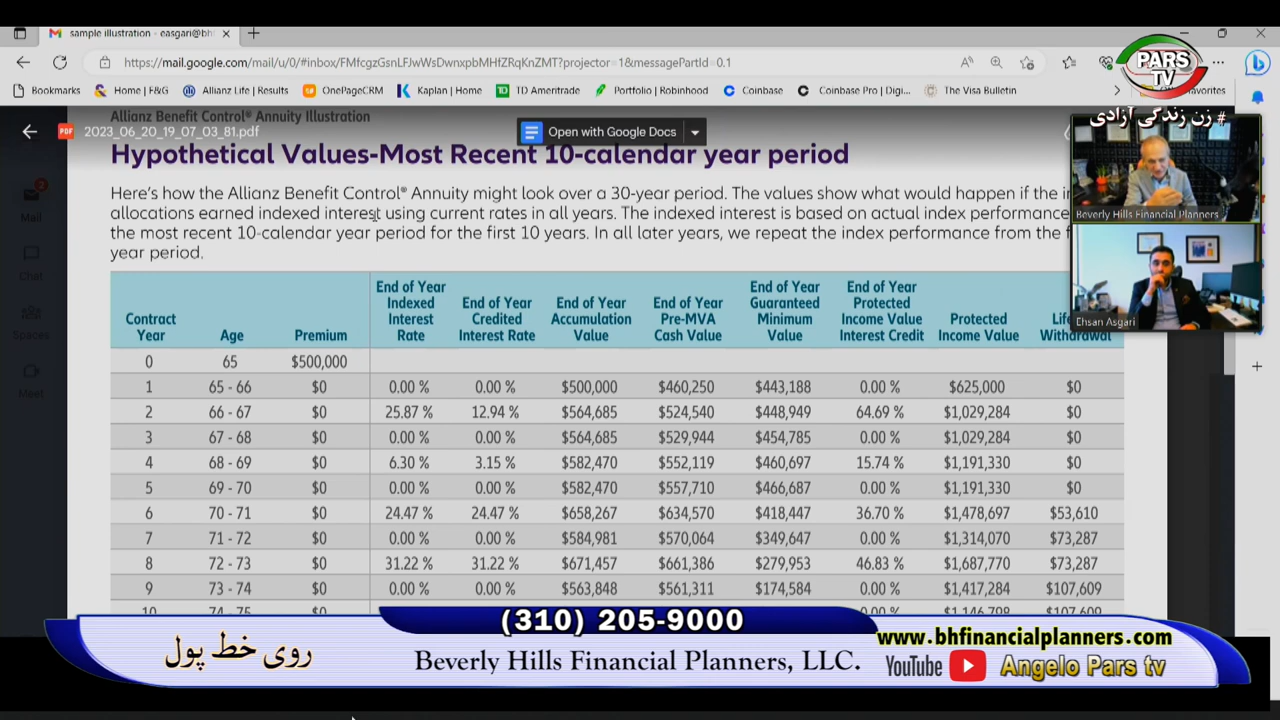 sample illustration - easgari@bh
https://mail.google.com/mail/u/0/#inbox/FMfcgzGsnLFJwWsDwnxpbMHfZRqKnZMT?projector=1&messagePartId=0.1
Bookmarks Home | F&G Allianz Life | Results OnePageCRM Kaplan | Home TD Ameritrade Portfolio | Robinhood Coinbase Coinbase Pro | Digi... The Visa Bulletin Favorites
PARS
TV
# زن زندگی آزادی
Allianz Benefit Control® Annuity Illustration
PDF 2023_06_20_19_07_03_81.pdf
Open with Google Docs
Hypothetical Values-Most Recent 10-calendar year period
Mail
Chat
Spaces
Meet
Here's how the Allianz Benefit Control® Annuity might look over a 30-year period. The values show what would happen if the
allocations earned indexed interest using current rates in all years. The indexed interest is based on actual index performance
the most recent 10-calendar year period for the first 10 years. In all later years, we repeat the index performance from the
year period.
Beverly Hills Financial Planners
Ehsan Asgari
Contract Year Age Premium End of Year Indexed Interest Rate End of Year Credited Interest Rate End of Year Accumulation Value End of Year Pre-MVA Cash Value End of Year Guaranteed Minimum Value End of Year Protected Income Value Interest Credit Protected Income Value Withdrawal
0 65 $500,000
1 65 - 66 $0 0.00 % 0.00 % $500,000 $460,250 $443,188 0.00 % $625,000 $0
2 66 - 67 $0 25.87 % 12.94 % $564,685 $524,540 $448,949 64.69 % $1,029,284 $0
3 67 - 68 $0 0.00 % 0.00 % $564,685 $529,944 $454,785 0.00 % $1,029,284 $0
4 68 - 69 $0 6.30 % 3.15 % $582,470 $552,119 $460,697 15.74 % $1,191,330 $0
5 69 - 70 $0 0.00 % 0.00 % $582,470 $557,710 $466,687 0.00 % $1,191,330 $0
6 70 - 71 $0 24.47 % 24.47 % $658,267 $634,570 $418,447 36.70 % $1,478,697 $53,610
7 71 - 72 $0 0.00 % 0.00 % $584,981 $570,064 $349,647 0.00 % $1,314,070 $73,287
8 72 - 73 $0 31.22 % 31.22 % $671,457 $661,386 $279,953 46.83 % $1,687,770 $73,287
9 73 - 74 $0 0.00 % 0.00 % $563,848 $561,311 $174,584 0.00 % $1,417,284 $107,609
10 74 - 75 $0 0.00 % $1,146,798 $107,609
(310) 205-9000
روی خط پول
Beverly Hills Financial Planners, LLC.
www.bhfinancialplanners.com
YouTube Angelo Pars tv